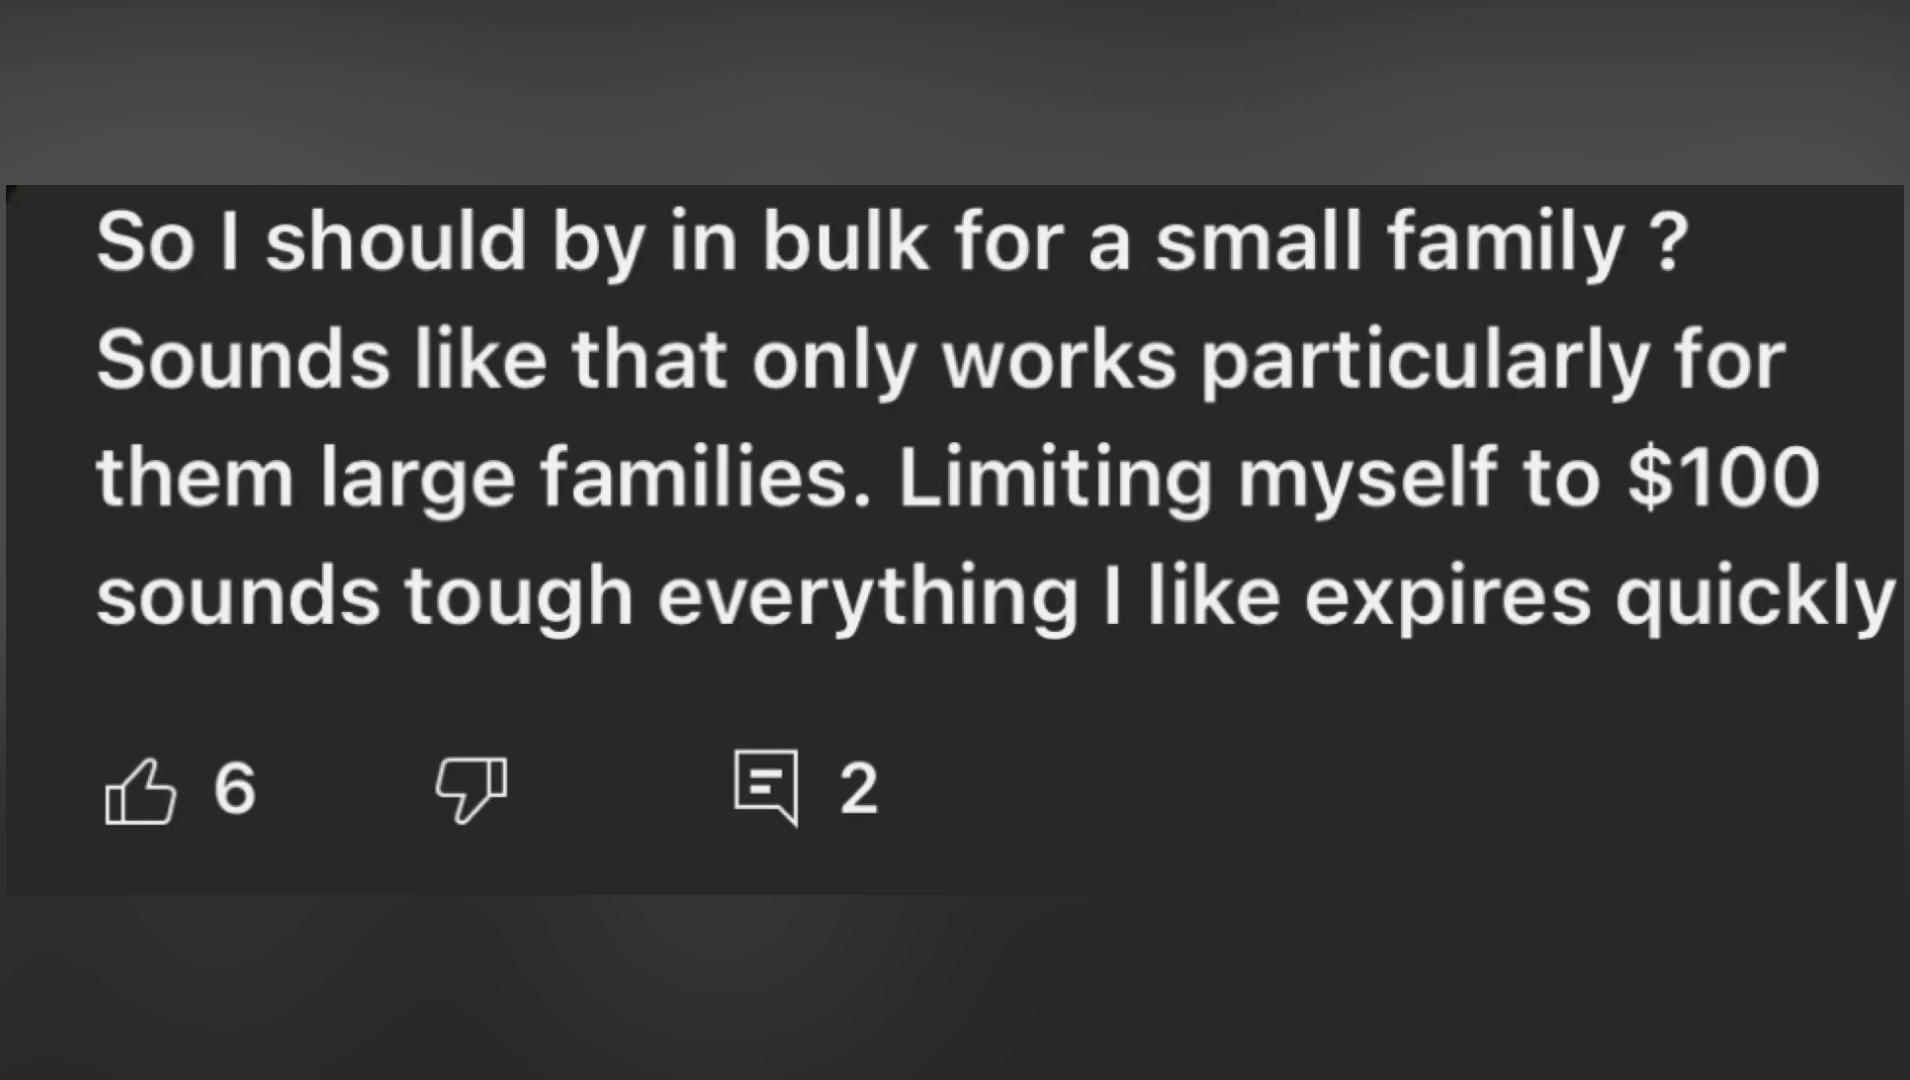 So I should by in bulk for a small family ?
Sounds like that only works particularly for
them large families. Limiting myself to $100
sounds tough everything I like expires quickly
6
2